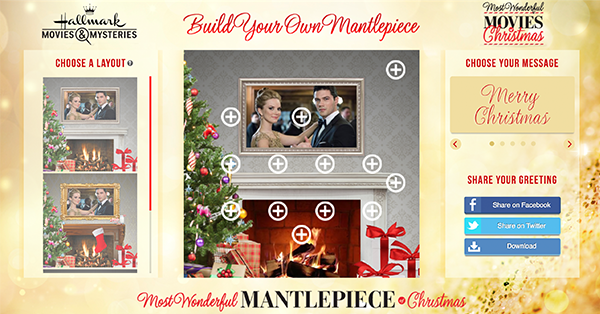 Hallmark
MOVIES & MYSTERIES
Build Your Own Mantlepiece
Most Wonderful
MOVIES
of
Christmas
CHOOSE A LAYOUT ?
CHOOSE YOUR MESSAGE
Merry
Christmas
SHARE YOUR GREETING
Share on Facebook
Share on Twitter
Download
Most Wonderful MANTLEPIECE of Christmas